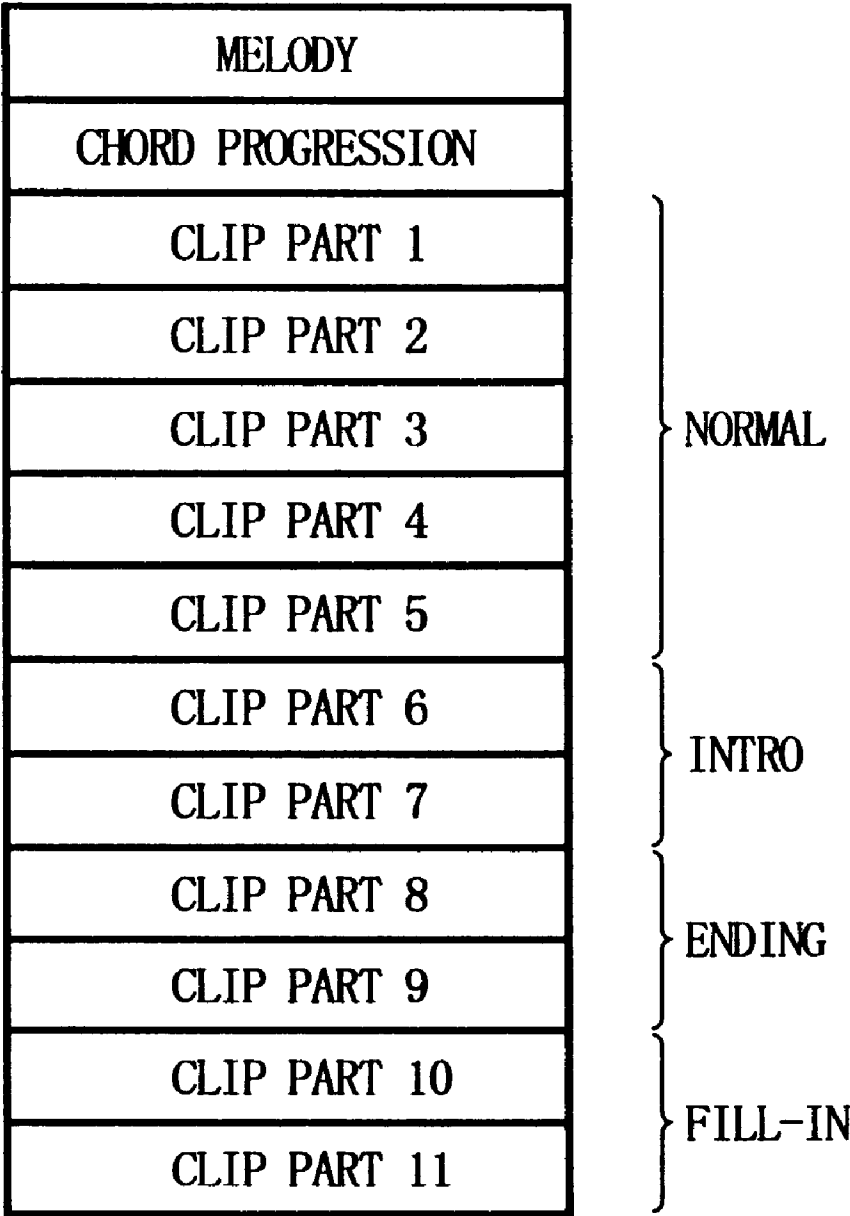 MELODY
CHORD PROGRESSION
CLIP PART 1
CLIP PART 2
CLIP PART 3
CLIP PART 4
CLIP PART 5
NORMAL
CLIP PART 6
CLIP PART 7
INTRO
CLIP PART 8
CLIP PART 9
ENDING
CLIP PART 10
CLIP PART 11
FILL-IN